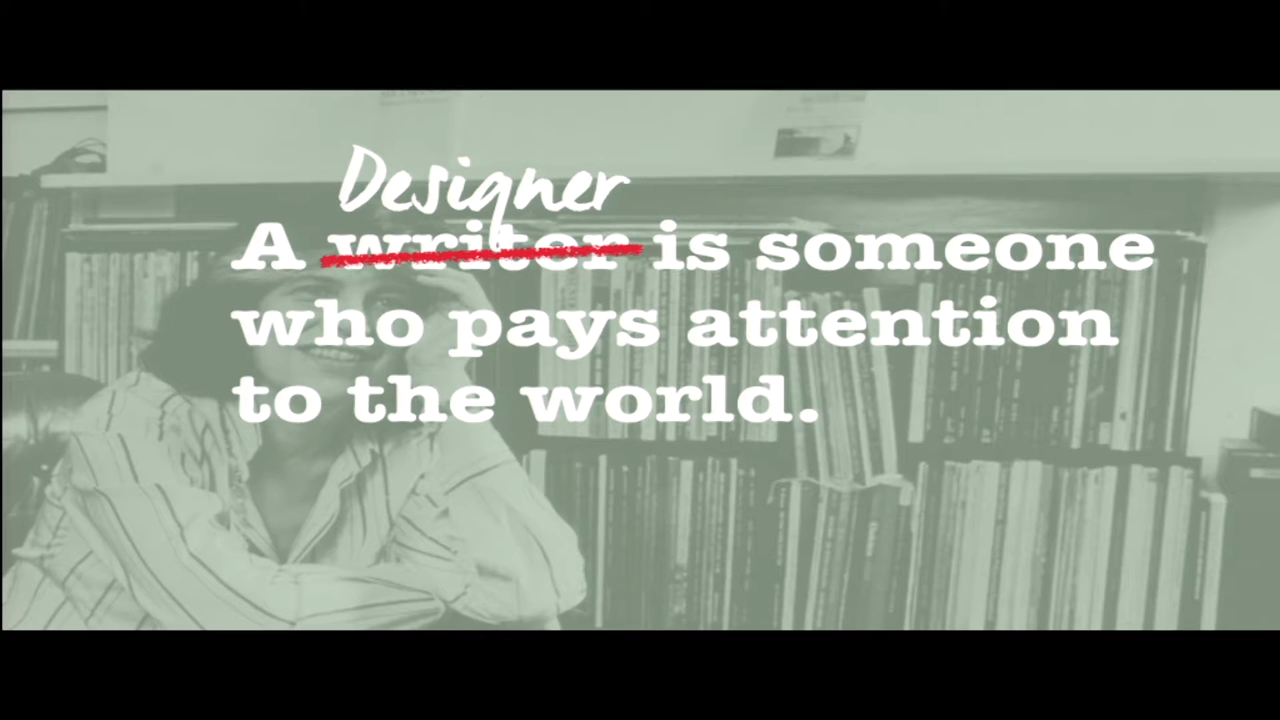 Designer
A writer is someone
who pays attention
to the world.